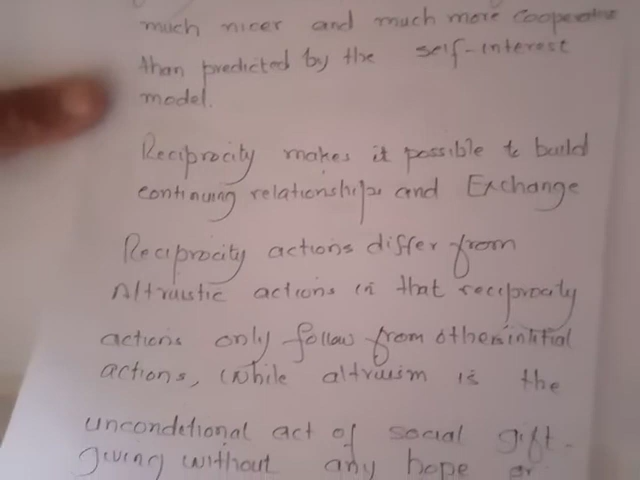 much nicer and much more cooperative
than predicted by the self-interest
model.
Reciprocity makes it possible to build
continuing relationships and Exchange
Reciprocity actions differ from
Altruistic actions in that reciprocity
actions only follow from others initial
actions, while altruism is the
unconditional act of social gift-
giving without any hope or